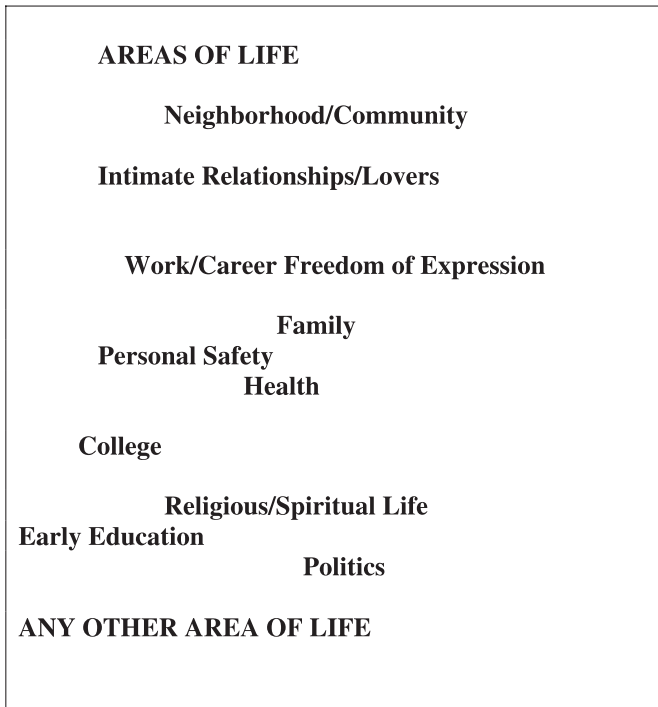 AREAS OF LIFE
Neighborhood/Community
Intimate Relationships/Lovers
Work/Career Freedom of Expression
Family
Personal Safety
Health
College
Religious/Spiritual Life
Early Education
Politics
ANY OTHER AREA OF LIFE